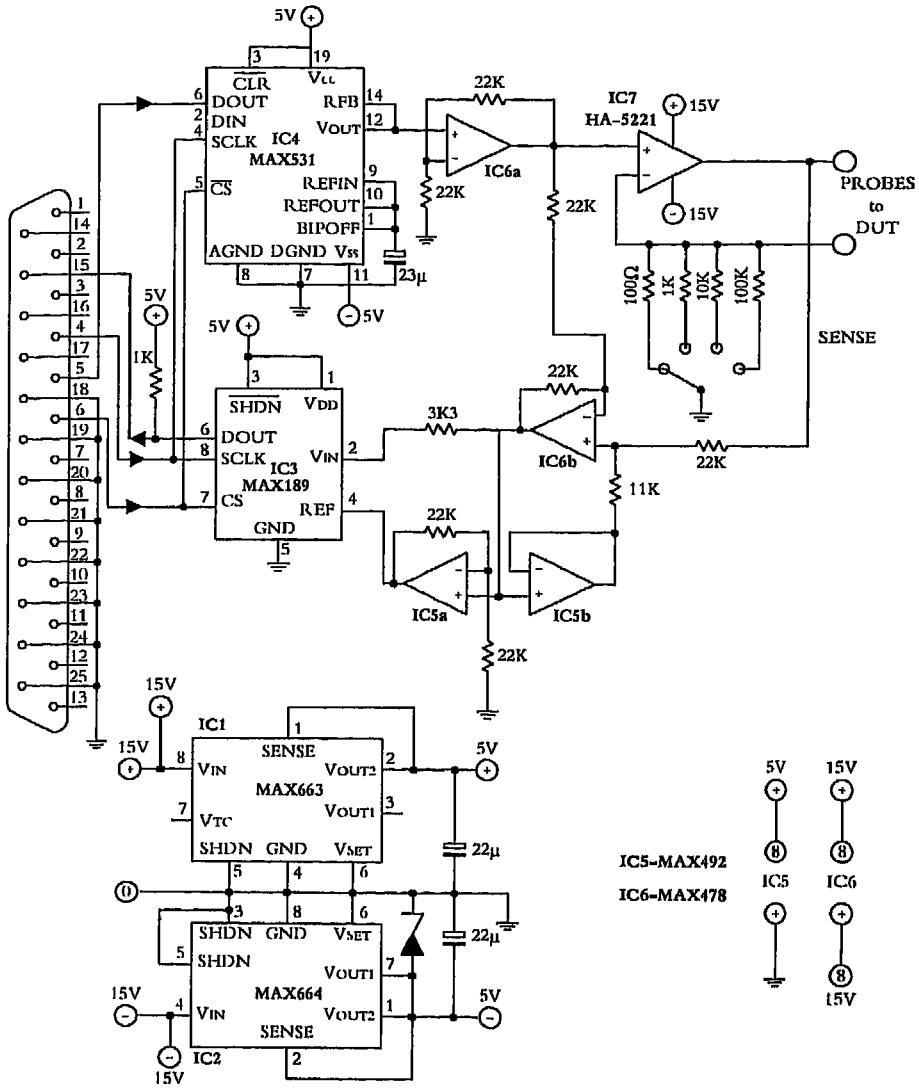 5V
3
19
CLR
VCC
6
DOUT
2
DIN
4
SCLK
5
CS
IC4
MAX531
RFB
14
VOUT
12
REFIN
9
REFOUT
10
BIPOFF
1
AGND
DGND
VSS
8
7
11
5V
23μ
22K
22K
IC6a
22K
IC7
HA-5221
15V
15V
PROBES
to
DUT
100Ω
1K
10K
100K
SENSE
1
14
2
15
3
16
4
17
5
18
6
19
7
20
8
21
9
22
10
23
11
24
12
25
13
5V
1K
5V
3
1
SHDN
VDD
6
DOUT
8
SCLK
7
CS
IC3
MAX189
VIN
2
REF
4
GND
5
3K3
22K
IC6b
22K
11K
22K
IC5a
IC5b
22K
15V
15V
IC1
8
VIN
7
VTC
1
SENSE
MAX663
VOUT2
2
VOUT1
3
SHDN
GND
VSET
5
4
6
5V
22μ
0
3
8
6
SHDN
GND
VSET
5
SHDN
MAX664
VOUT1
7
VOUT2
1
15V
4
VIN
SENSE
2
15V
IC2
22μ
5V
5V
15V
8
8
IC5-MAX492
IC5
IC6
IC6-MAX478
8
15V